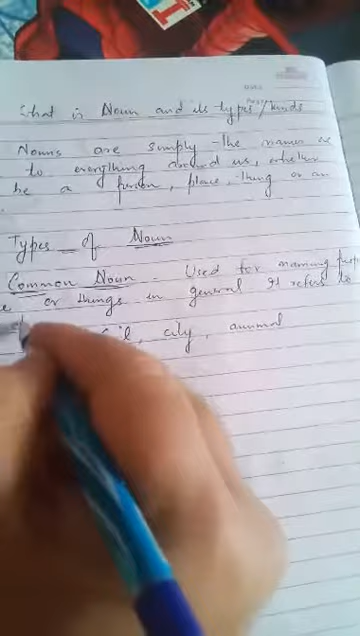 What is Noun and its types/kinds
Nouns are simply the names
to everything around us, whether
be a person, place, thing or an
Types of Noun
Common Noun - Used for naming
or things in general It refers to
city, animal